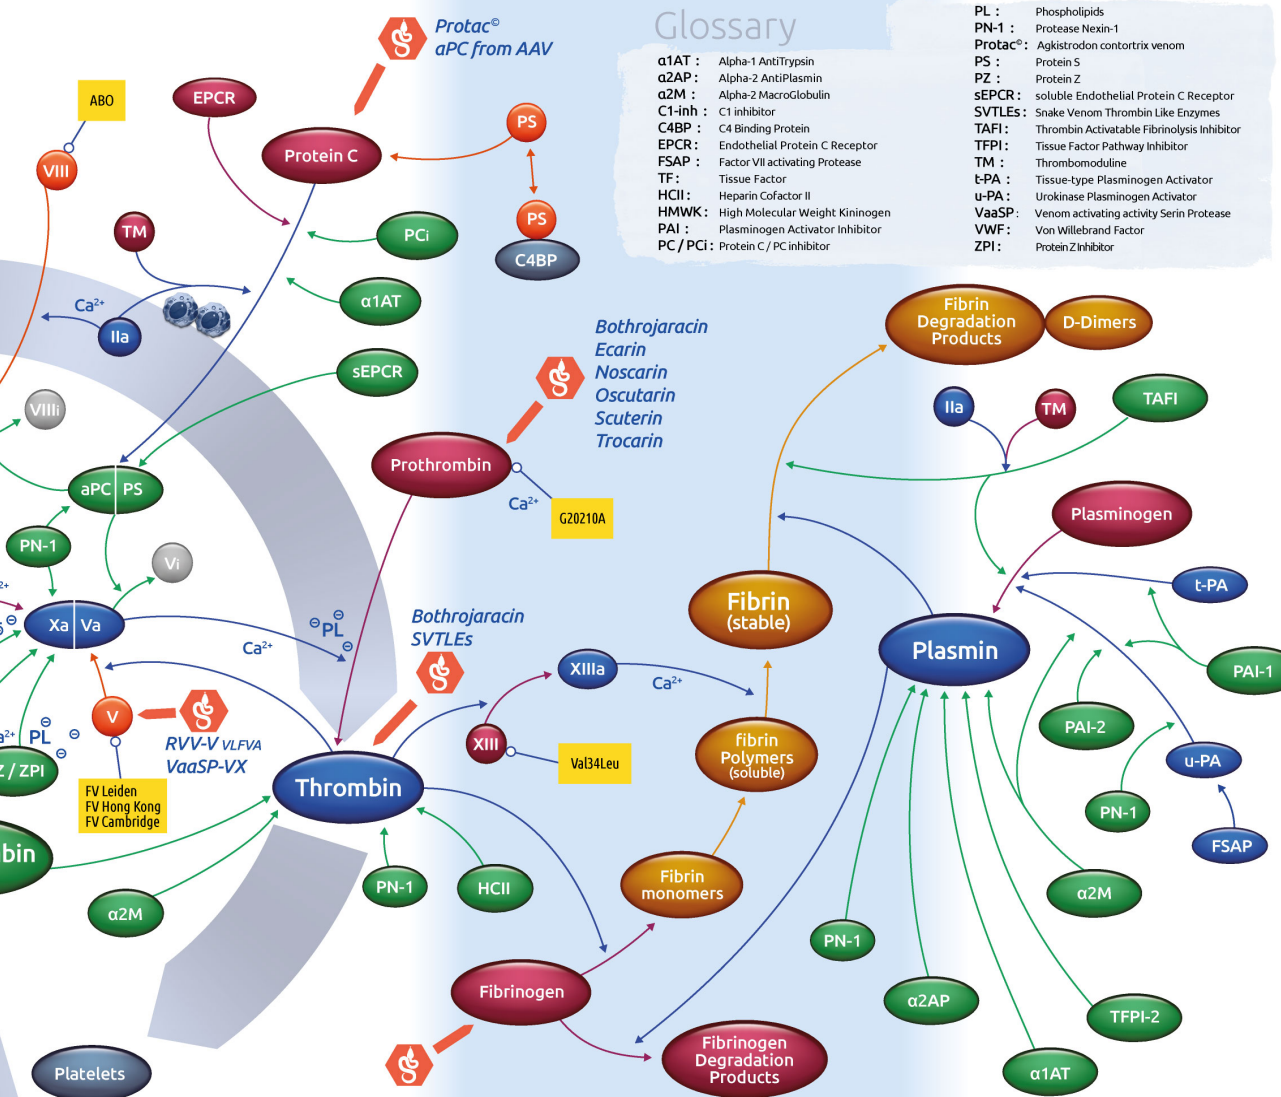 Protac©
aPC from AAV
ABO
EPCR
VIII
Protein C
PS
PS
C4BP
TM
PCi
α1AT
Ca2+
IIa
sEPCR
VIIIi
aPC PS
PN-1
Vi
2+
Xa Va
Ca2+
PL
V
RVV-V VLFVA
VaaSP-VX
FV Leiden
FV Hong Kong
FV Cambridge
a2+
PL
Z / ZPI
bin
α2M
Platelets
Bothrojaracin
Ecarin
Noscarin
Oscutarin
Scuterin
Trocarin
Prothrombin
Ca2+
G20210A
Bothrojaracin
SVTLEs
XIIIa
Ca2+
XIII
Val34Leu
Thrombin
PN-1
HCII
Fibrin
(stable)
fibrin
Polymers
(soluble)
Fibrin
monomers
Fibrinogen
Fibrinogen
Degradation
Products
Fibrin
Degradation
Products
D-Dimers
IIa
TM
TAFI
Plasminogen
t-PA
Plasmin
PAI-1
PAI-2
u-PA
PN-1
FSAP
α2M
PN-1
α2AP
TFPI-2
α1AT
Glossary
α1AT : Alpha-1 AntiTrypsin
α2AP : Alpha-2 AntiPlasmin
α2M : Alpha-2 MacroGlobulin
C1-inh : C1 inhibitor
C4BP : C4 Binding Protein
EPCR : Endothelial Protein C Receptor
FSAP : Factor VII activating Protease
TF : Tissue Factor
HCII : Heparin Cofactor II
HMWK : High Molecular Weight Kininogen
PAI : Plasminogen Activator Inhibitor
PC / PCi : Protein C / PC inhibitor
PL : Phospholipids
PN-1 : Protease Nexin-1
Protac© : Agkistrodon contortrix venom
PS : Protein S
PZ : Protein Z
sEPCR : soluble Endothelial Protein C Receptor
SVTLEs : Snake Venom Thrombin Like Enzymes
TAFI : Thrombin Activatable Fibrinolysis Inhibitor
TFPI : Tissue Factor Pathway Inhibitor
TM : Thrombomoduline
t-PA : Tissue-type Plasminogen Activator
u-PA : Urokinase Plasminogen Activator
VaaSP : Venom activating activity Serin Protease
VWF : Von Willebrand Factor
ZPI : Protein Z Inhibitor